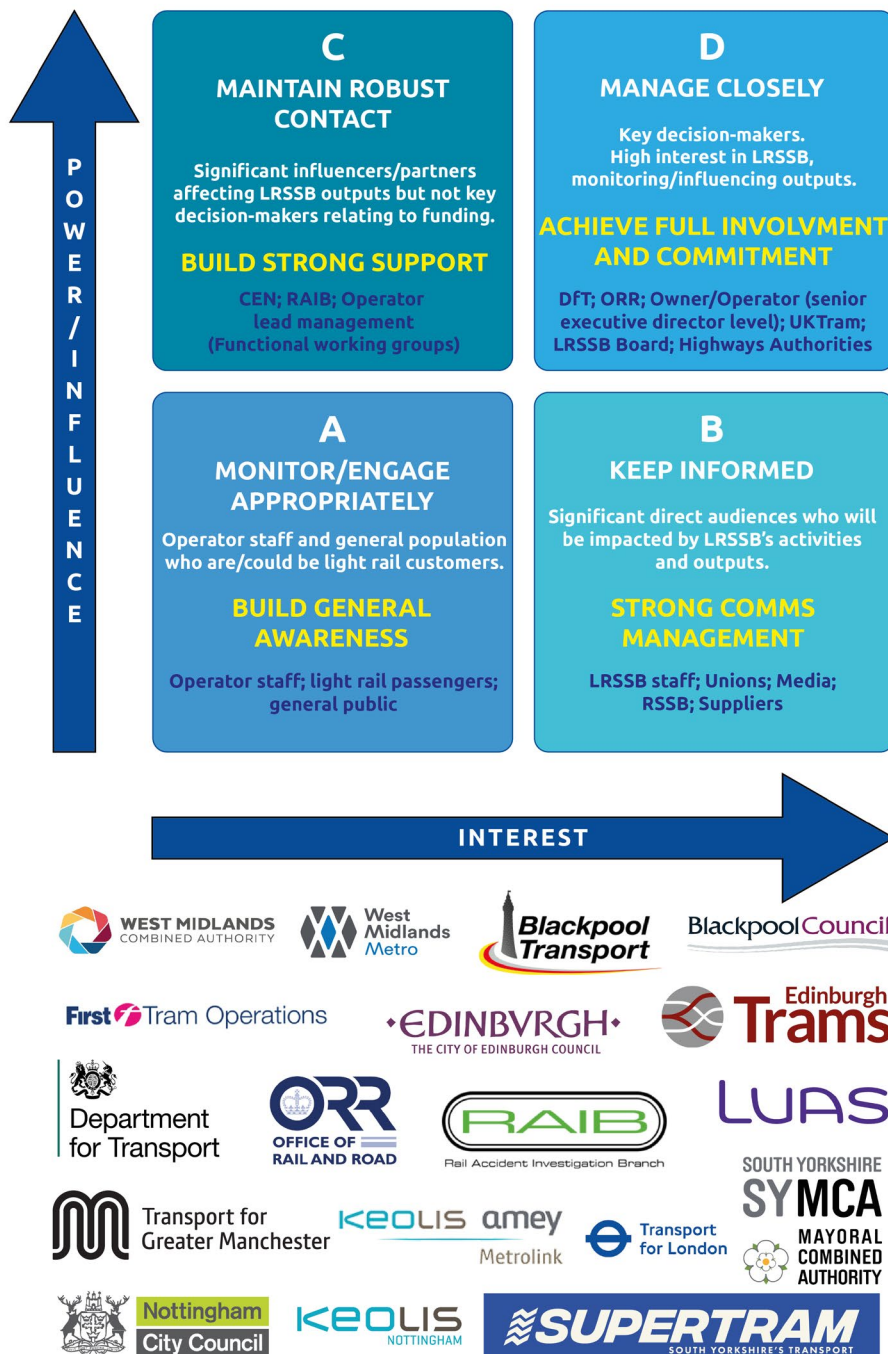 POWER/INFLUENCE
C
MAINTAIN ROBUST
CONTACT
Significant influencers/partners
affecting LRSSB outputs but not key
decision-makers relating to funding.
BUILD STRONG SUPPORT
CEN; RAIB; Operator
lead management
(Functional working groups)
D
MANAGE CLOSELY
Key decision-makers.
High interest in LRSSB,
monitoring/influencing outputs.
ACHIEVE FULL INVOLVMENT
AND COMMITMENT
DfT; ORR; Owner/Operator (senior
executive director level); UKTram;
LRSSB Board; Highways Authorities
A
MONITOR/ENGAGE
APPROPRIATELY
Operator staff and general population
who are/could be light rail customers.
BUILD GENERAL
AWARENESS
Operator staff; light rail passengers;
general public
B
KEEP INFORMED
Significant direct audiences who will
be impacted by LRSSB's activities
and outputs.
STRONG COMMS
MANAGEMENT
LRSSB staff; Unions; Media;
RSSB; Suppliers
INTEREST
WEST MIDLANDS
COMBINED AUTHORITY
West
Midlands
Metro
Blackpool
Transport
Blackpool Council
First Tram Operations
EDINBVRGH
THE CITY OF EDINBURGH COUNCIL
Edinburgh
Trams
Department
for Transport
ORR
OFFICE OF
RAIL AND ROAD
RAIB
Rail Accident Investigation Branch
LUAS
Transport for
Greater Manchester
KEOLIS amey
Metrolink
Transport
for London
SOUTH YORKSHIRE
SYMCA
MAYORAL
COMBINED
AUTHORITY
Nottingham
City Council
KEOLIS
NOTTINGHAM
SUPERTRAM
SOUTH YORKSHIRE'S TRANSPORT